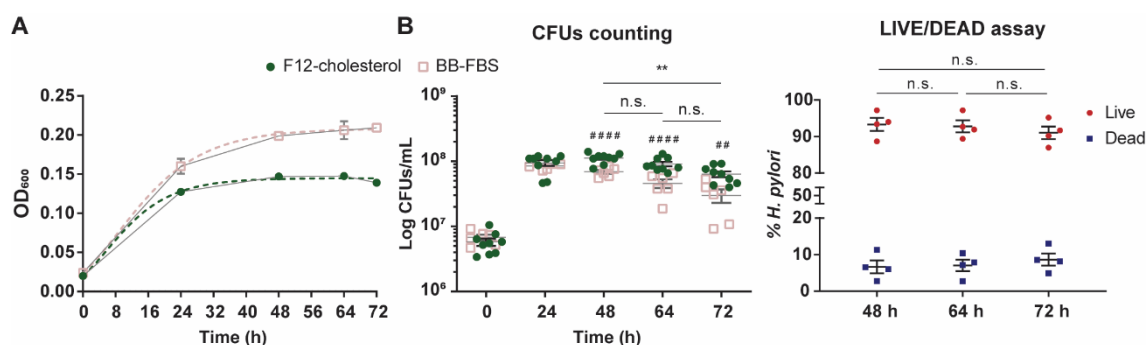 A
B
CFUs counting
LIVE/DEAD assay
F12-cholesterol
BB-FBS
OD600
0.25
0.20
0.15
0.10
0.05
0.00
0 8 16 24 32 40 48 56 64 72
Time (h)
Log CFUs/mL
10⁹
10⁸
10⁷
10⁶
**
n.s.
n.s.
####
####
##
0 24 48 64 72
Time (h)
% H. pylori
n.s.
n.s.
n.s.
Live
Dead
100
90
80
50
20
10
0
48 h 64 h 72 h
Time (h)